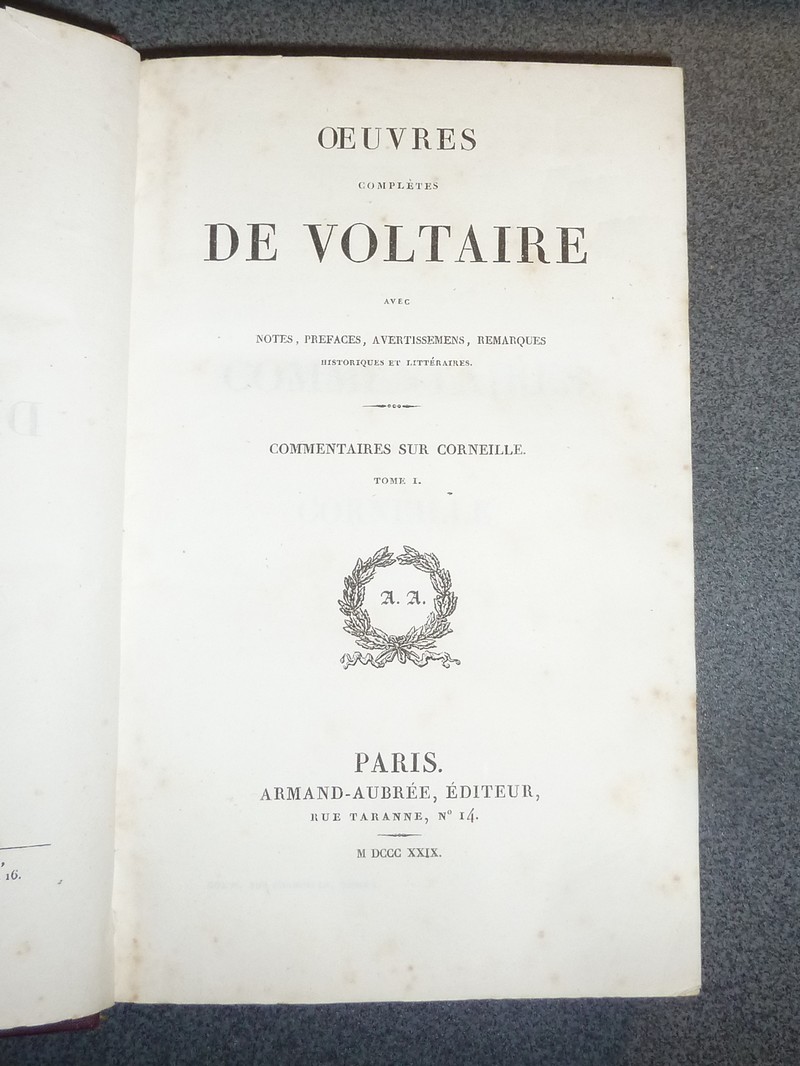 16.
ŒUVRES
COMPLÈTES
DE VOLTAIRE
AVEC
NOTES, PREFACES, AVERTISSEMENS, REMARQUES
HISTORIQUES ET LITTÉRAIRES.
COMMENTAIRES SUR CORNEILLE.
TOME I.
A. A.
PARIS.
ARMAND-AUBRÉE, ÉDITEUR,
RUE TARANNE, Nº 14.
M DCCC XXIX.